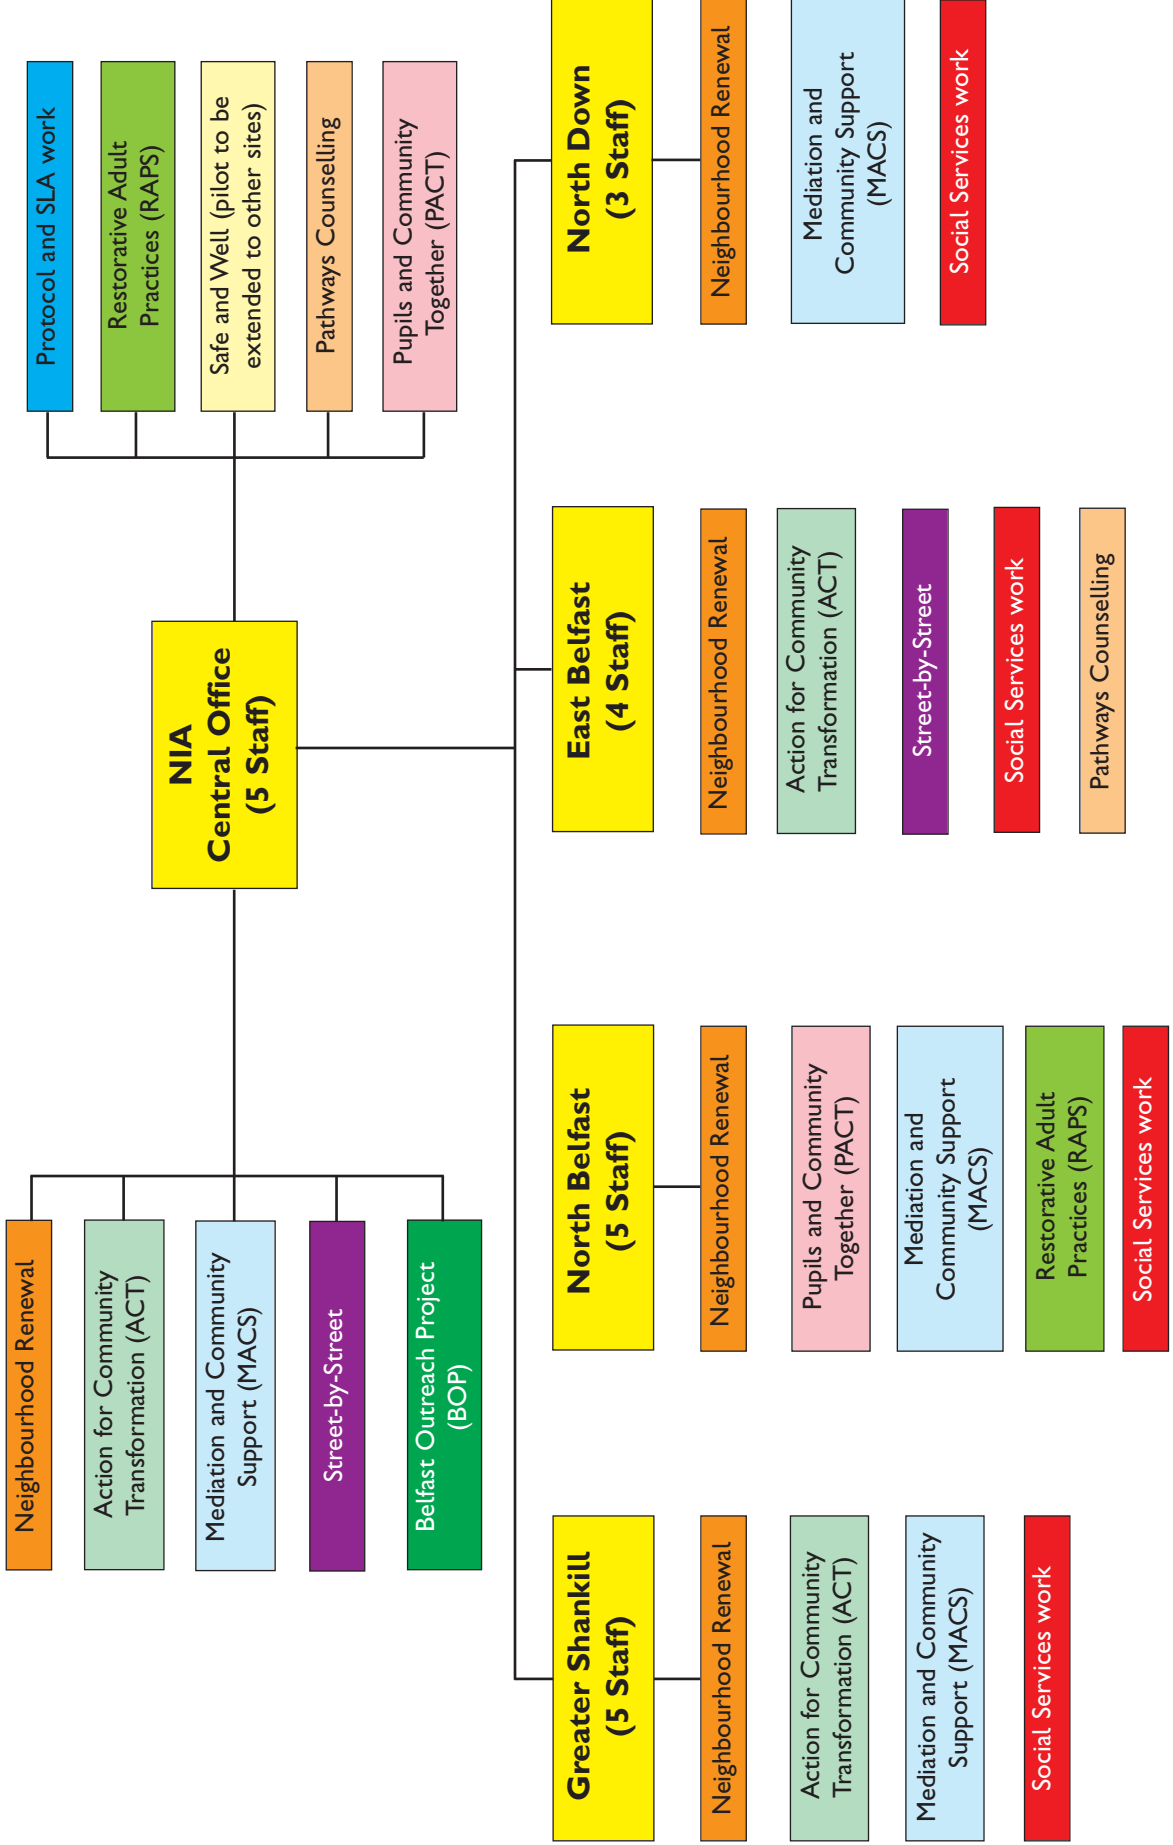 NIA
Central Office
(5 Staff)
Neighbourhood Renewal
Action for Community
Transformation (ACT)
Mediation and Community
Support (MACS)
Street-by-Street
Belfast Outreach Project
(BOP)
Protocol and SLA work
Restorative Adult
Practices (RAPS)
Safe and Well (pilot to be
extended to other sites)
Pathways Counselling
Pupils and Community
Together (PACT)
Greater Shankill
(5 Staff)
Neighbourhood Renewal
Action for Community
Transformation (ACT)
Mediation and Community
Support (MACS)
Social Services work
North Belfast
(5 Staff)
Neighbourhood Renewal
Pupils and Community
Together (PACT)
Mediation and
Community Support
(MACS)
Restorative Adult
Practices (RAPS)
Social Services work
East Belfast
(4 Staff)
Neighbourhood Renewal
Action for Community
Transformation (ACT)
Street-by-Street
Social Services work
Pathways Counselling
North Down
(3 Staff)
Neighbourhood Renewal
Mediation and
Community Support
(MACS)
Social Services work